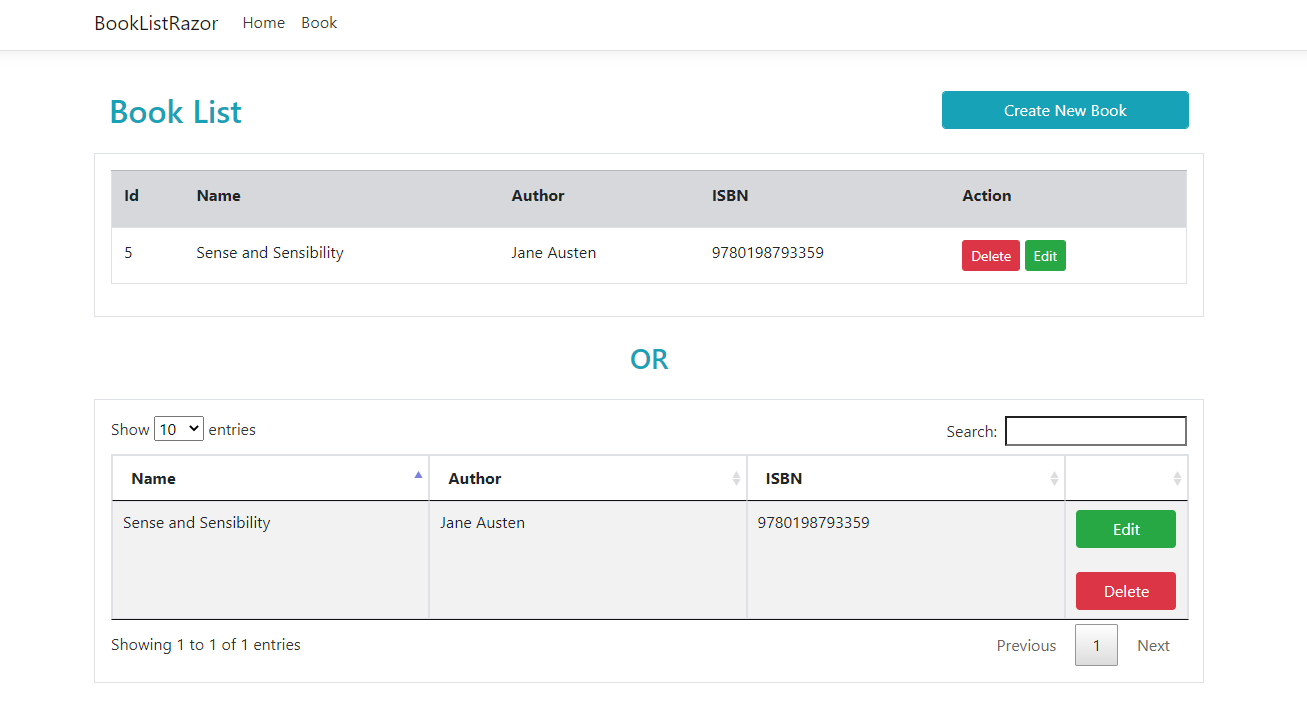 BookListRazor Home Book
Book List Create New Book
Id Name Author ISBN Action
5 Sense and Sensibility Jane Austen 9780198793359 Delete Edit
OR
Show 10 entries Search:
Name Author ISBN
Sense and Sensibility Jane Austen 9780198793359 Edit
Delete
Showing 1 to 1 of 1 entries Previous 1 Next